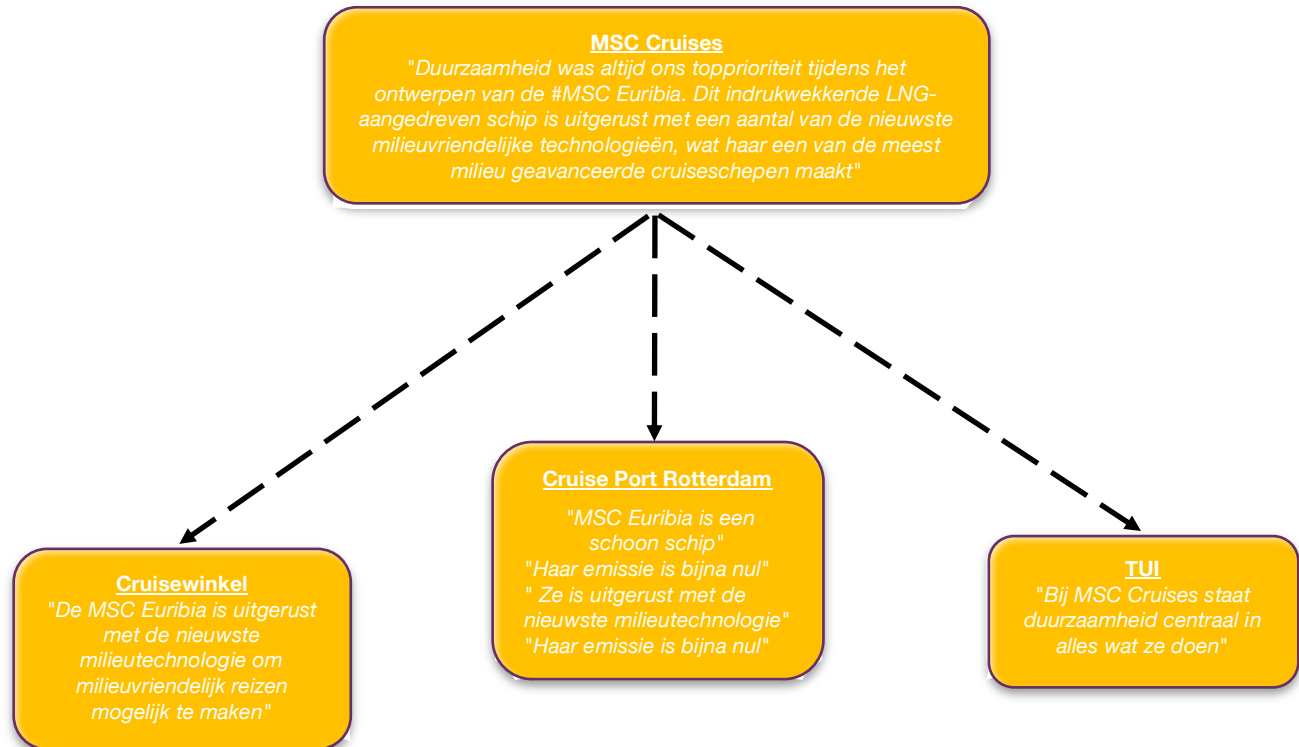 MSC Cruises
"Duurzaamheid was altijd ons topprioriteit tijdens het
ontwerpen van de #MSC Euribia. Dit indrukwekkende LNG-
aangedreven schip is uitgerust met een aantal van de nieuwste
milieuvriendelijke technologieën, wat haar een van de meest
milieu geavanceerde cruiseschepen maakt"
Cruise Port Rotterdam
"MSC Euribia is een
schoon schip"
"Haar emissie is bijna nul"
" Ze is uitgerust met de
nieuwste milieutechnologie"
"Haar emissie is bijna nul"
Cruisewinkel
"De MSC Euribia is uitgerust
met de nieuwste
milieutechnologie om
milieuvriendelijk reizen
mogelijk te maken"
TUI
"Bij MSC Cruises staat
duurzaamheid centraal in
alles wat ze doen"